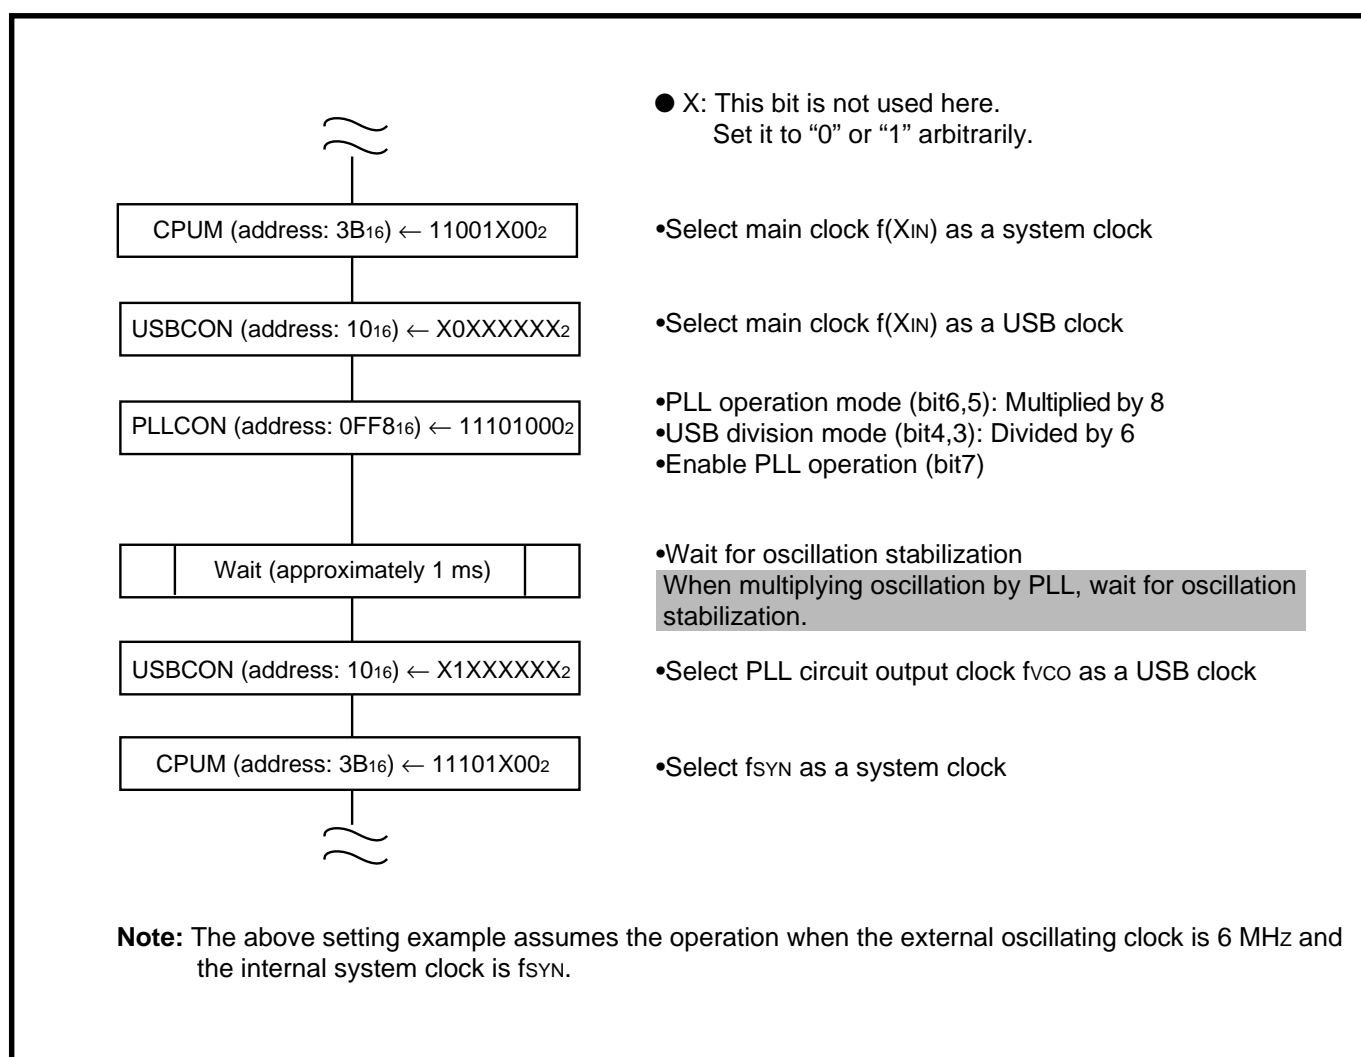 ● X: This bit is not used here.
Set it to “0” or “1” arbitrarily.
CPUM (address: 3B16) ← 11001X002
•Select main clock f(XIN) as a system clock
USBCON (address: 1016) ← X0XXXXXX2
•Select main clock f(XIN) as a USB clock
PLLCON (address: 0FF816) ← 111010002
•PLL operation mode (bit6,5): Multiplied by 8
•USB division mode (bit4,3): Divided by 6
•Enable PLL operation (bit7)
Wait (approximately 1 ms)
•Wait for oscillation stabilization
When multiplying oscillation by PLL, wait for oscillation
stabilization.
USBCON (address: 1016) ← X1XXXXXX2
•Select PLL circuit output clock fVCO as a USB clock
CPUM (address: 3B16) ← 11101X002
•Select fSYN as a system clock
Note: The above setting example assumes the operation when the external oscillating clock is 6 MHz and
the internal system clock is fSYN.